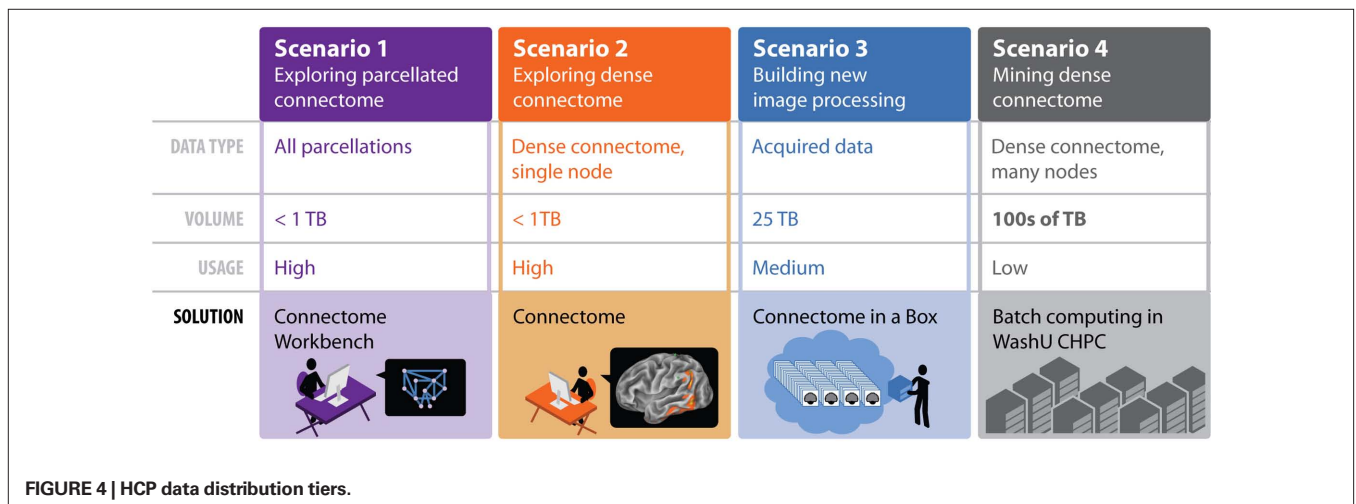 Scenario 1
Exploring parcellated
connectome
Scenario 2
Exploring dense
connectome
Scenario 3
Building new
image processing
Scenario 4
Mining dense
connectome
DATA TYPE
All parcellations
Dense connectome,
single node
Acquired data
Dense connectome,
many nodes
VOLUME
< 1 TB
< 1TB
25 TB
100s of TB
USAGE
High
High
Medium
Low
SOLUTION
Connectome
Workbench
Connectome
Connectome in a Box
Batch computing in
WashU CHPC
FIGURE 4 | HCP data distribution tiers.